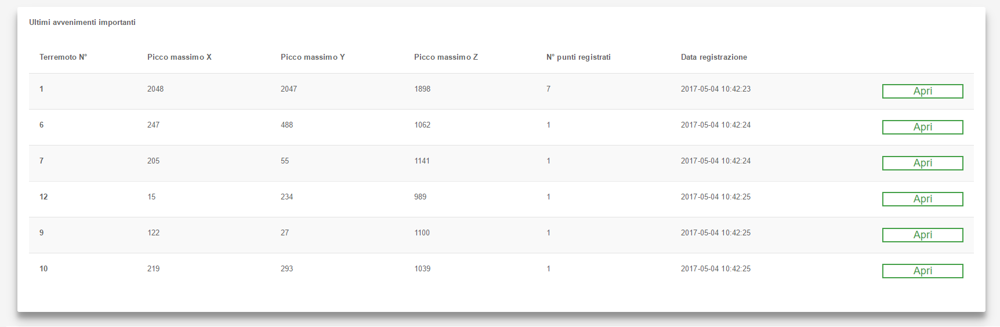 Ultimi avvenimenti importanti
Terremoto N° Picco massimo X Picco massimo Y Picco massimo Z N° punti registrati Data registrazione
1 2048 2047 1898 7 2017-05-04 10:42:23 Apri
6 247 488 1062 1 2017-05-04 10:42:24 Apri
7 205 55 1141 1 2017-05-04 10:42:24 Apri
12 15 234 989 1 2017-05-04 10:42:25 Apri
9 122 27 1100 1 2017-05-04 10:42:25 Apri
10 219 293 1039 1 2017-05-04 10:42:25 Apri